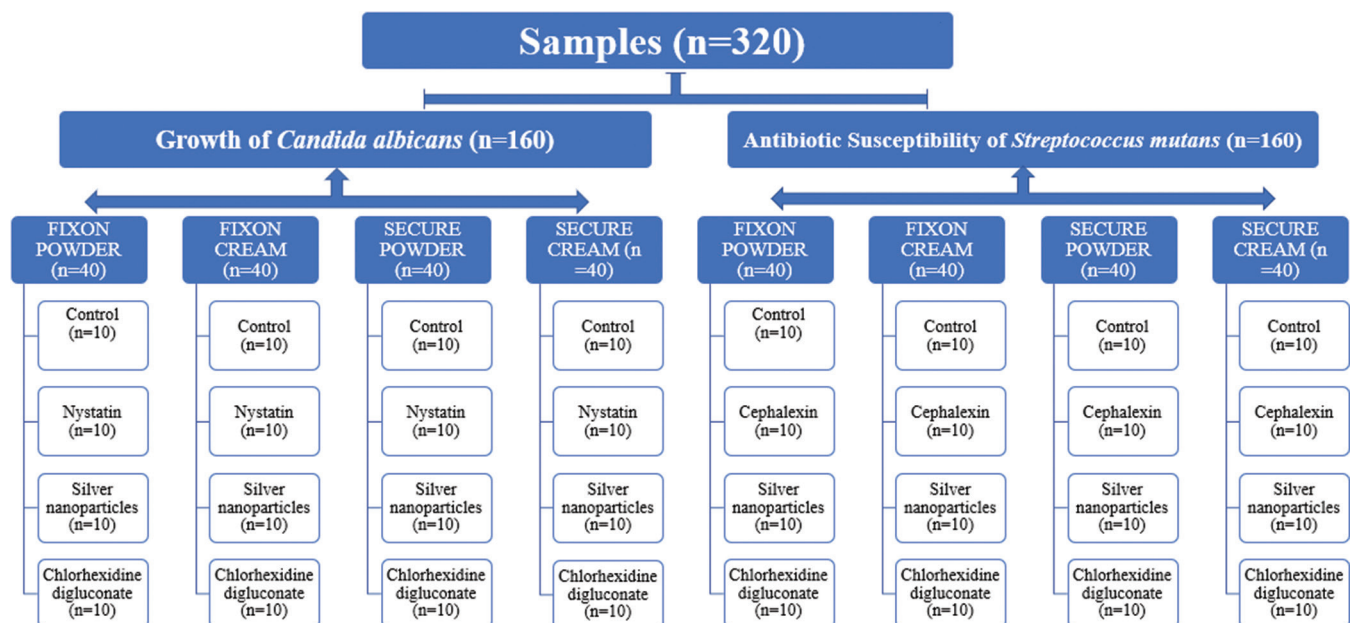 Samples (n=320)
Growth of Candida albicans (n=160)
Antibiotic Susceptibility of Streptococcus mutans (n=160)
FIXON
POWDER
(n=40)
Control
(n=10)
Nystatin
(n=10)
Silver
nanoparticles
(n=10)
Chlorhexidine
digluconate
(n=10)
FIXON
CREAM
(n=40)
Control
(n=10)
Nystatin
(n=10)
Silver
nanoparticles
(n=10)
Chlorhexidine
digluconate
(n=10)
SECURE
POWDER
(n=40)
Control
(n=10)
Nystatin
(n=10)
Silver
nanoparticles
(n=10)
Chlorhexidine
digluconate
(n=10)
SECURE
CREAM (n
=40)
Control
(n=10)
Nystatin
(n=10)
Silver
nanoparticles
(n=10)
Chlorhexidine
digluconate
(n=10)
FIXON
POWDER
(n=40)
Control
(n=10)
Cephalexin
(n=10)
Silver
nanoparticles
(n=10)
Chlorhexidine
digluconate
(n=10)
FIXON
CREAM
(n=40)
Control
(n=10)
Cephalexin
(n=10)
Silver
nanoparticles
(n=10)
Chlorhexidine
digluconate
(n=10)
SECURE
POWDER
(n=40)
Control
(n=10)
Cephalexin
(n=10)
Silver
nanoparticles
(n=10)
Chlorhexidine
digluconate
(n=10)
SECURE
CREAM (n
=40)
Control
(n=10)
Cephalexin
(n=10)
Silver
nanoparticles
(n=10)
Chlorhexidine
digluconate
(n=10)